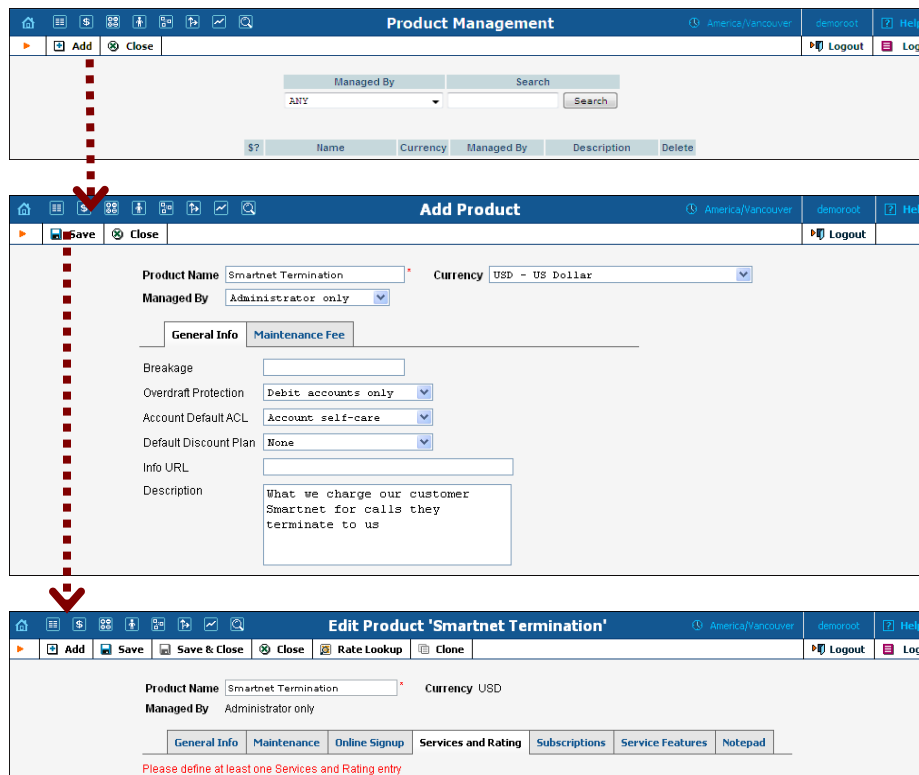 Product Management
America/Vancouver
demoroot
? Help
Add
Close
Logout
Log
Managed By
Search
ANY
Search
$?
Name
Currency
Managed By
Description
Delete
Add Product
America/Vancouver
demoroot
? Help
Save
Close
Logout
Product Name Smartnet Termination * Currency USD - US Dollar
Managed By Administrator only
General Info Maintenance Fee
Breakage
Overdraft Protection Debit accounts only
Account Default ACL Account self-care
Default Discount Plan None
Info URL
Description
What we charge our customer
Smartnet for calls they
terminate to us
Edit Product 'Smartnet Termination'
America/Vancouver
demoroot
? Help
Add
Save
Save & Close
Close
Rate Lookup
Clone
Logout
Log
Product Name Smartnet Termination * Currency USD
Managed By Administrator only
General Info Maintenance Online Signup Services and Rating Subscriptions Service Features Notepad
Please define at least one Services and Rating entry